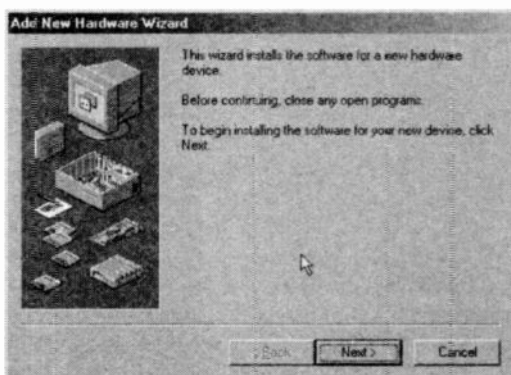 Add New Hardware Wizard
This wizard installs the software for a new hardware
device.
Before continuing, close any open programs.
To begin installing the software for your new device, click
Next.
< Back
Next >
Cancel